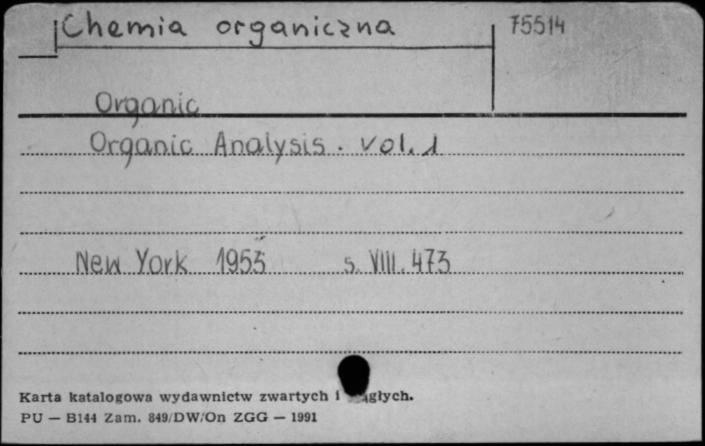 Chemia organiczna 75514
Organic
Organic Analysis. Vol. 1
New York 1953 s. VIII. 473
Karta katalogowa wydawnictw zwartych i
PU — B144 Zam. 849/DW/On ZGG — 1991